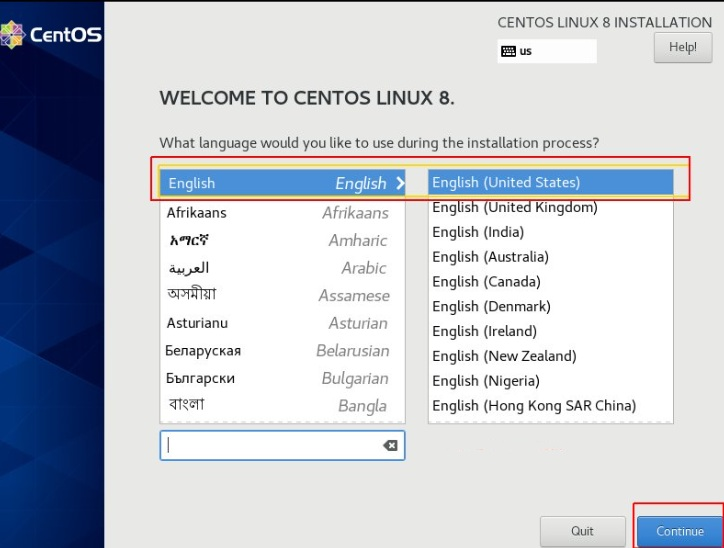 CentOS
CENTOS LINUX 8 INSTALLATION
us
Help!
WELCOME TO CENTOS LINUX 8.
What language would you like to use during the installation process?
English English
Afrikaans Afrikaans
አማርኛ Amharic
العربية Arabic
অসমীয়া Assamese
Asturianu Asturian
Беларуская Belarusian
Български Bulgarian
বাংলা Bangla
English (United States)
English (United Kingdom)
English (India)
English (Australia)
English (Canada)
English (Denmark)
English (Ireland)
English (New Zealand)
English (Nigeria)
English (Hong Kong SAR China)
Quit
Continue